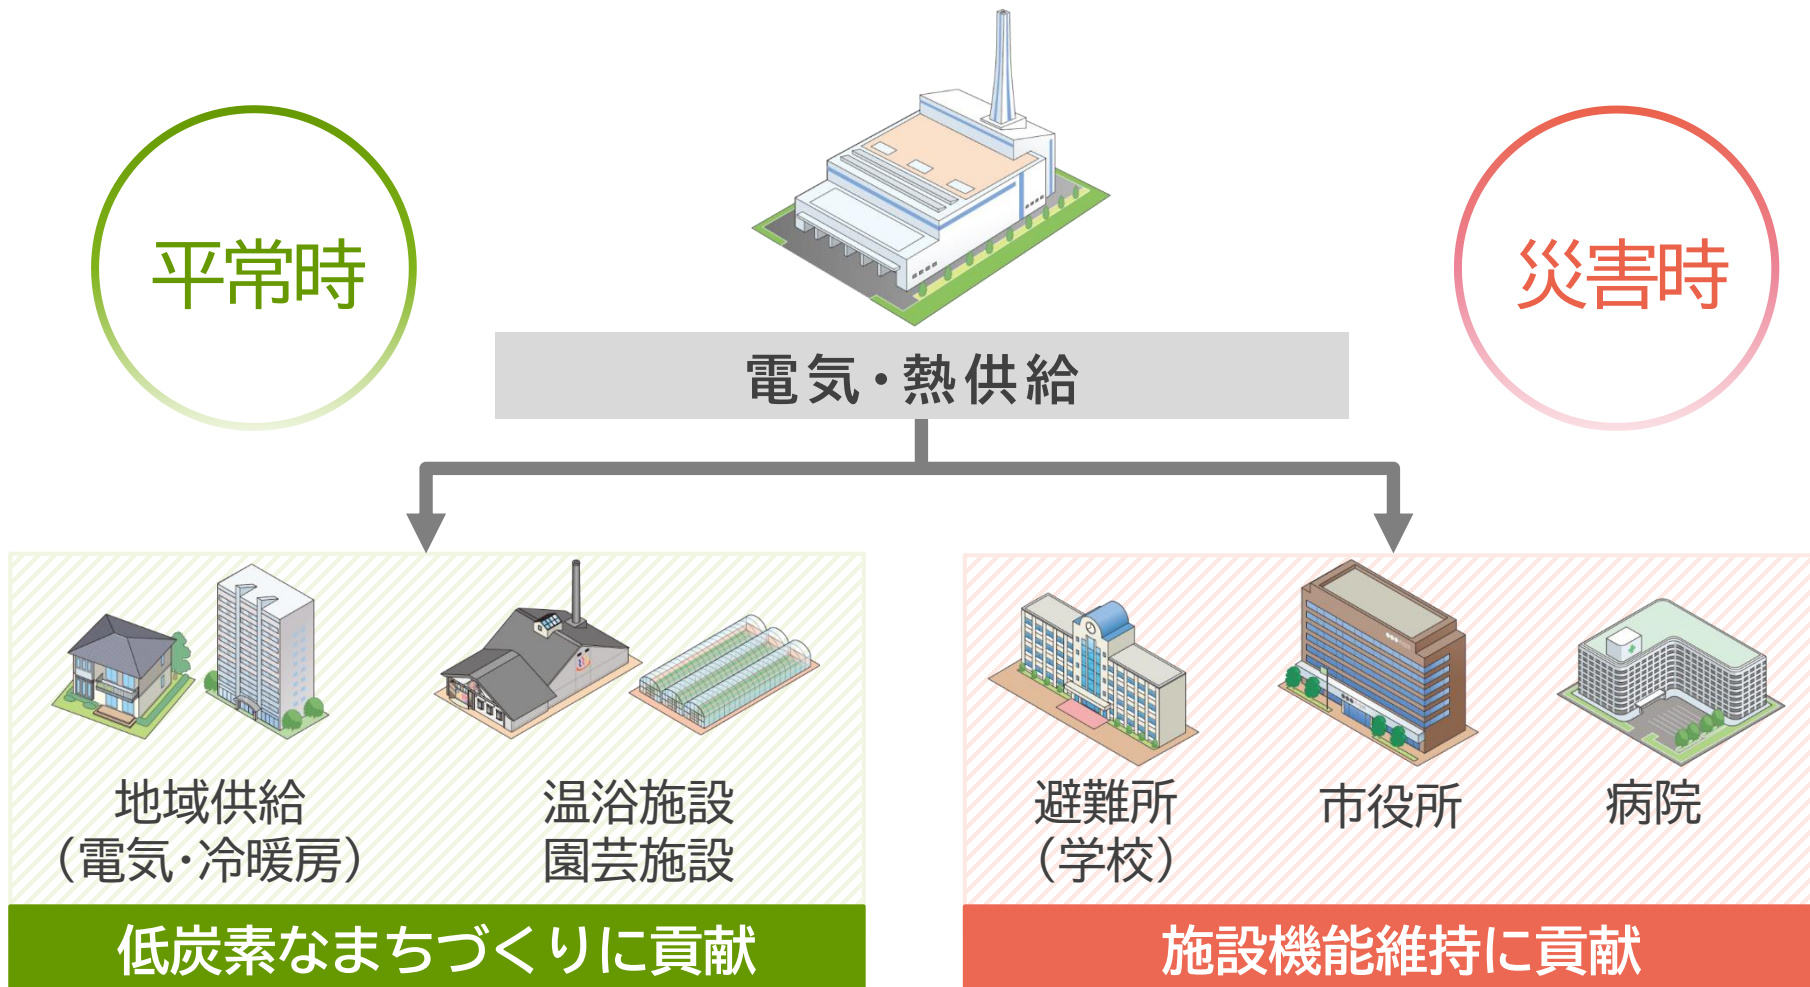 平常時
災害時
電気・熱供給
地域供給
（電気・冷暖房）
温浴施設
園芸施設
避難所
（学校）
市役所
病院
低炭素なまちづくりに貢献
施設機能維持に貢献